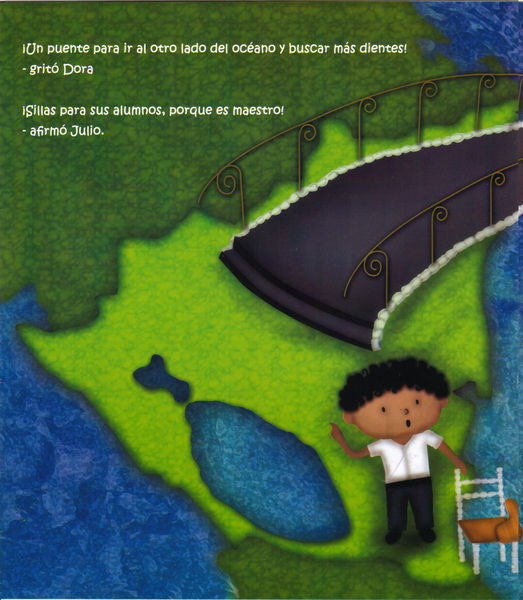 ¡Un puente para ir al otro lado del océano y buscar más dientes!
- gritó Dora
¡Sillas para sus alumnos, porque es maestro!
- afirmó Julio.